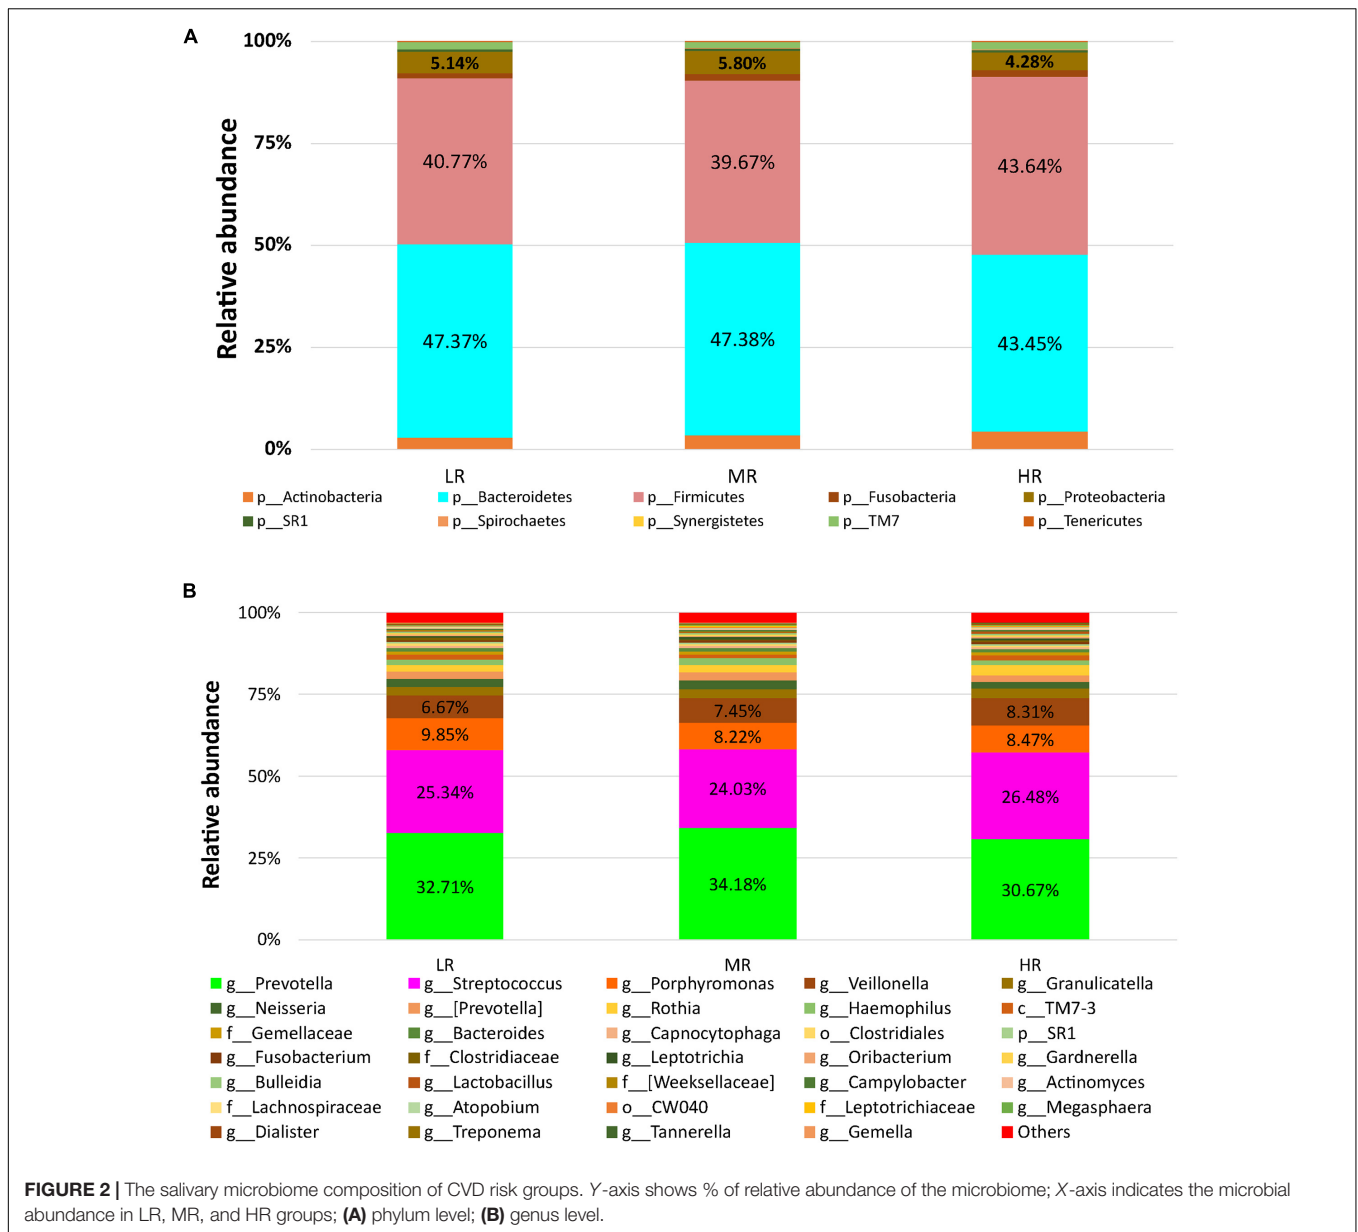 A
100%
75%
50%
25%
0%
Relative abundance
5.14% 5.80% 4.28%
40.77% 39.67% 43.64%
47.37% 47.38% 43.45%
LR MR HR
p__Actinobacteria p__Bacteroidetes p__Firmicutes p__Fusobacteria p__Proteobacteria
p__SR1 p__Spirochaetes p__Synergistetes p__TM7 p__Tenericutes
B
100%
75%
50%
25%
0%
Relative abundance
6.67% 7.45% 8.31%
9.85% 8.22% 8.47%
25.34% 24.03% 26.48%
32.71% 34.18% 30.67%
LR MR HR
g__Prevotella g__Streptococcus g__Porphyromonas g__Veillonella g__Granulicatella
g__Neisseria g__[Prevotella] g__Rothia g__Haemophilus c__TM7-3
f__Gemellaceae g__Bacteroides g__Capnocytophaga o__Clostridiales p__SR1
g__Fusobacterium f__Clostridiaceae g__Leptotrichia g__Oribacterium g__Gardnerella
g__Bulleidia g__Lactobacillus f__[Weeksellaceae] g__Campylobacter g__Actinomyces
f__Lachnospiraceae g__Atopobium o__CW040 f__Leptotrichiaceae g__Megasphaera
g__Dialister g__Treponema g__Tannerella g__Gemella Others
FIGURE 2 | The salivary microbiome composition of CVD risk groups. Y-axis shows % of relative abundance of the microbiome; X-axis indicates the microbial
abundance in LR, MR, and HR groups; (A) phylum level; (B) genus level.